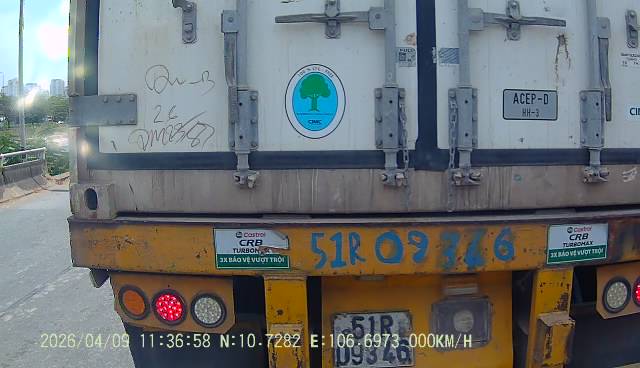 CIMC
ACEP-D
HH-3
Castrol
CRB
TURBOMAX
3X BẢO VỆ VƯỢT TRỘI
51R 09346
Castrol
CRB
TURBOMAX
3X BẢO VỆ VƯỢT TRỘI
51R
09346
2026/04/09 11:36:58 N:10.7282 E:106.6973 000KM/H